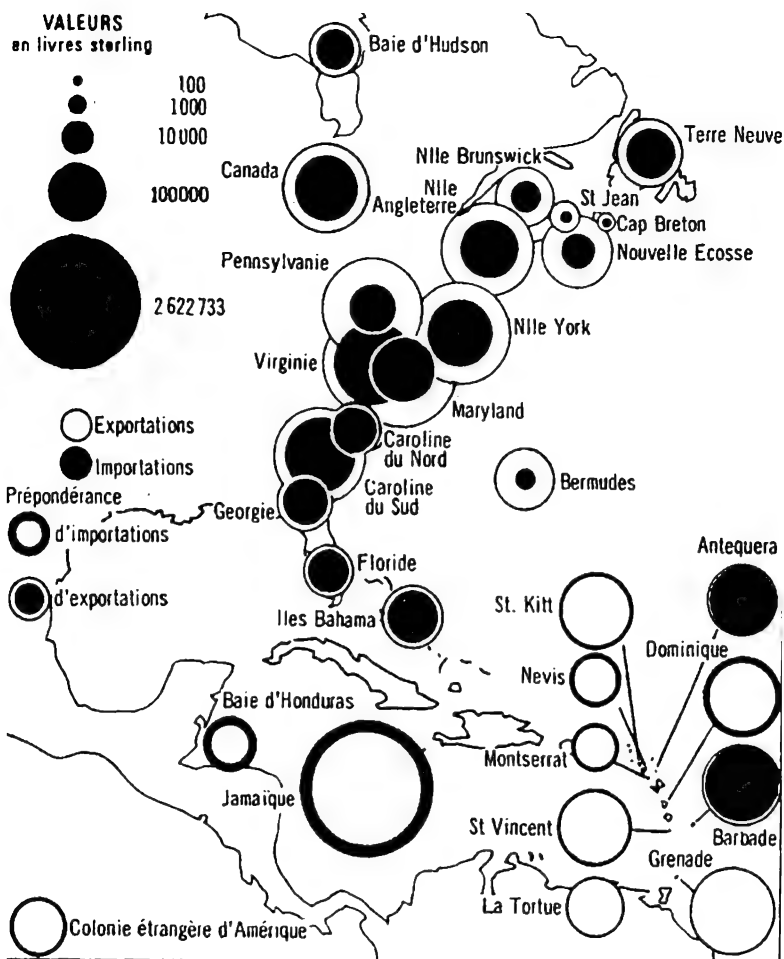 VALEURS
en livres sterling
100
1000
10000
100000
2 622 733
Exportations
Importations
Prépondérance
d'importations
d'exportations
Colonie étrangère d'Amérique
Baie d'Hudson
Terre Neuve
Canada
Nlle Brunswick
Nlle
Angleterre
St Jean
Cap Breton
Nouvelle Ecosse
Pennsylvanie
Nlle York
Virginie
Maryland
Caroline
du Nord
Caroline
du Sud
Bermudes
Georgie
Floride
Iles Bahama
Antequera
St. Kitt
Dominique
Nevis
Baie d'Honduras
Montserrat
Jamaïque
St Vincent
Barbade
Grenade
La Tortue